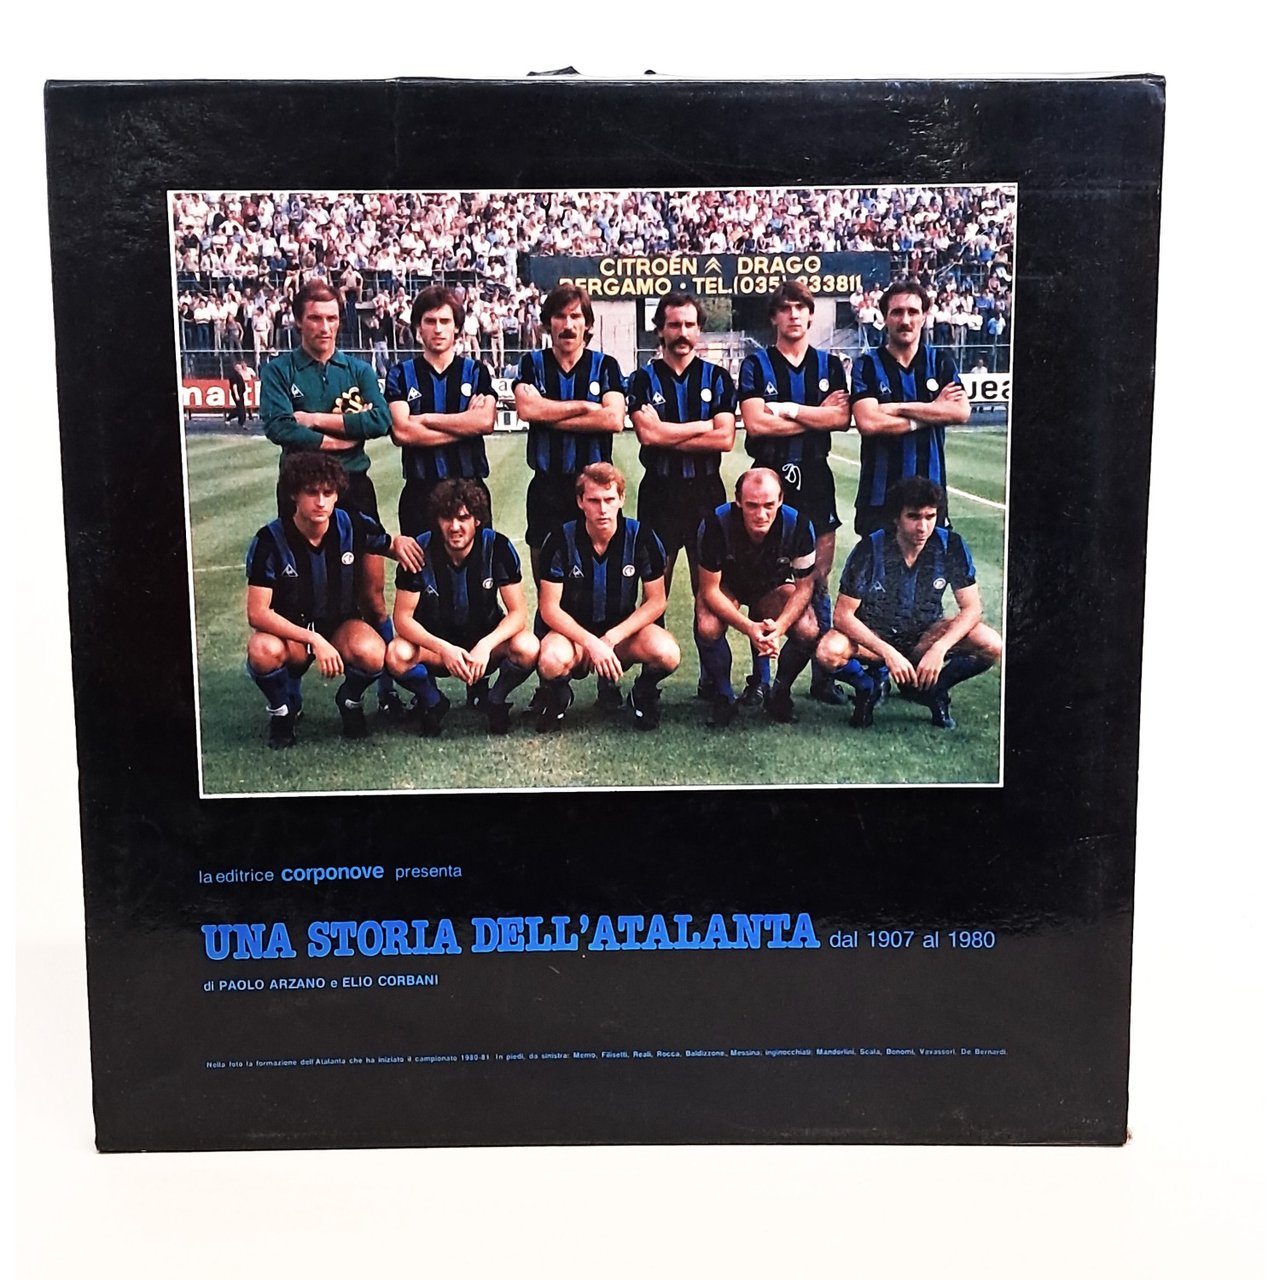 CITROËN DRAGO
BERGAMO • TEL.(035) 233811
la editrice corponove presenta
UNA STORIA DELL'ATALANTA dal 1907 al 1980
di PAOLO ARZANO e ELIO CORBANI
Nella foto la formazione dell'Atalanta che ha iniziato il campionato 1980-81. In piedi, da sinistra: Memo, Filisetti, Reali, Rocca, Baldizzone, Messina; inginocchiati: Mandorlini, Scala, Bonomi, Vavassori, De Bernardi.